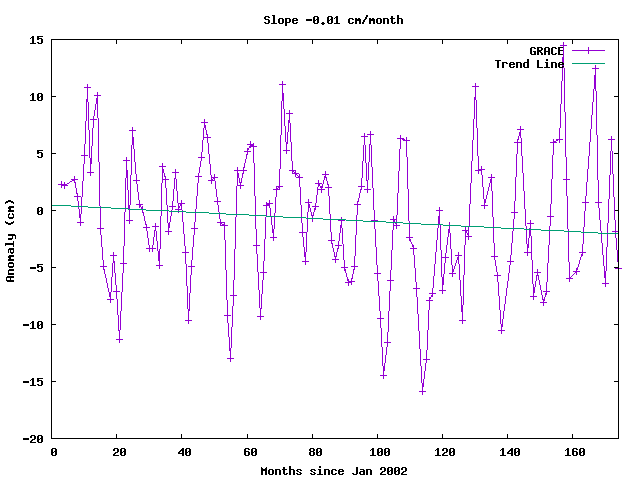 Slope -0.01 cm/month
15
GRACE
Trend Line
10
5
0
-5
-10
-15
-20
Anomaly (cm)
0 20 40 60 80 100 120 140 160
Months since Jan 2002